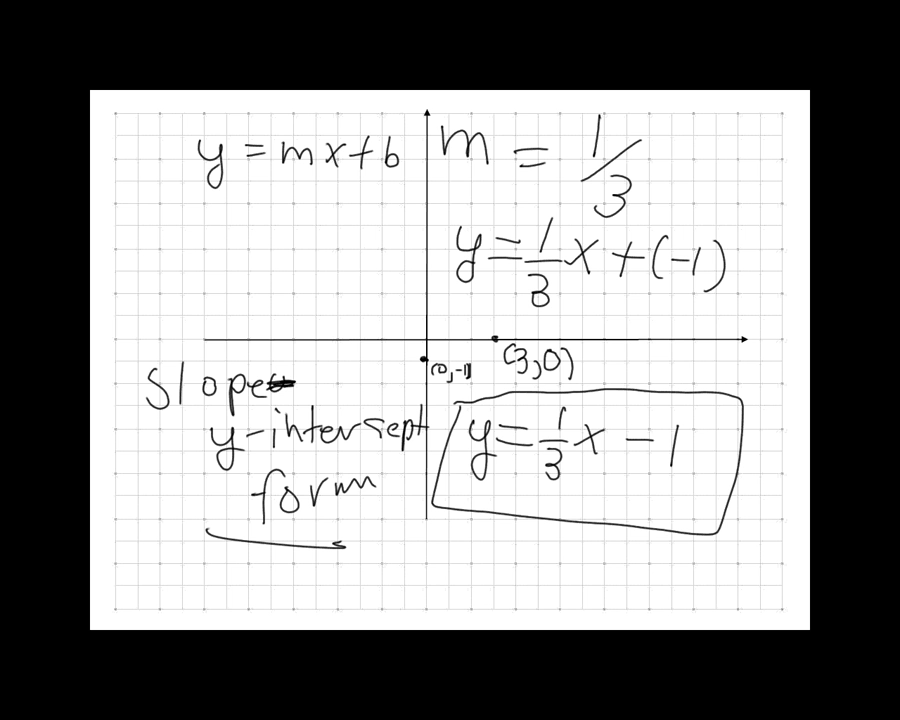 y = mx+b
m = 1/3
y = 1/3 x + (-1)
(0,-1)
(3,0)
Slope
y-intersept
form
y = 1/3 x - 1